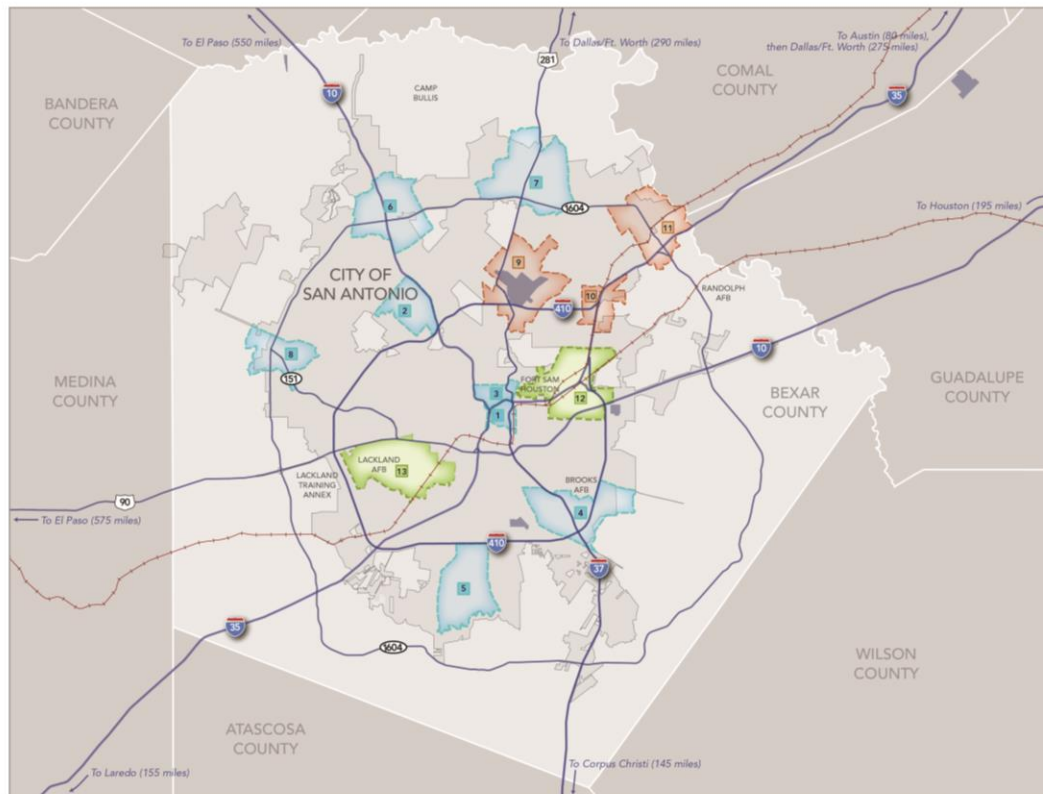 To El Paso (550 miles)
To Dallas/Ft. Worth (290 miles)
To Austin (80 miles),
then Dallas/Ft. Worth (275 miles)
281
COMAL
COUNTY
CAMP
BULLIS
10
35
BANDERA
COUNTY
7
6
1604
To Houston (195 miles)
11
9
CITY OF
SAN ANTONIO
RANDOLPH
AFB
10
2
410
10
8
151
MEDINA
COUNTY
FORT SAM
HOUSTON
GUADALUPE
COUNTY
BEXAR
COUNTY
3
12
1
LACKLAND
AFB
13
LACKLAND
TRAINING
ANNEX
BROOKS
AFB
90
4
To El Paso (575 miles)
410
37
5
35
1604
WILSON
COUNTY
ATASCOSA
COUNTY
To Laredo (155 miles)
To Corpus Christi (145 miles)